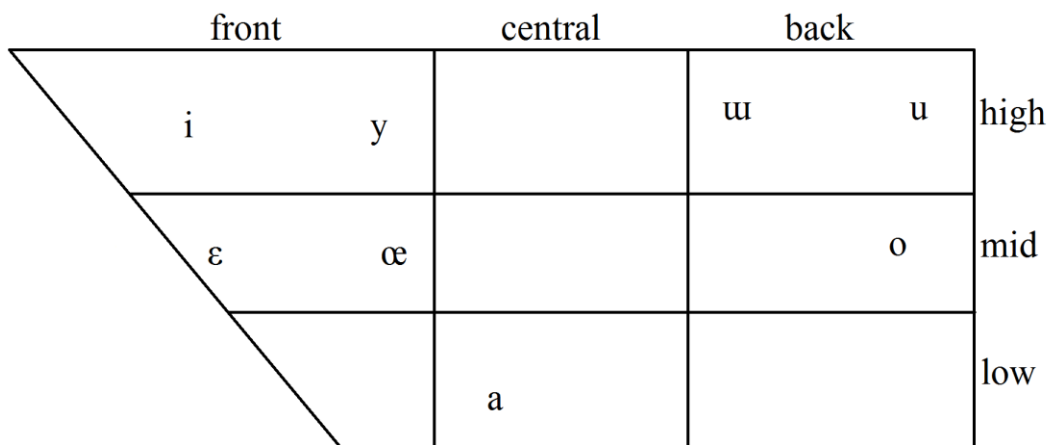 front central back
i y ɯ u high
ɛ œ o mid
a low